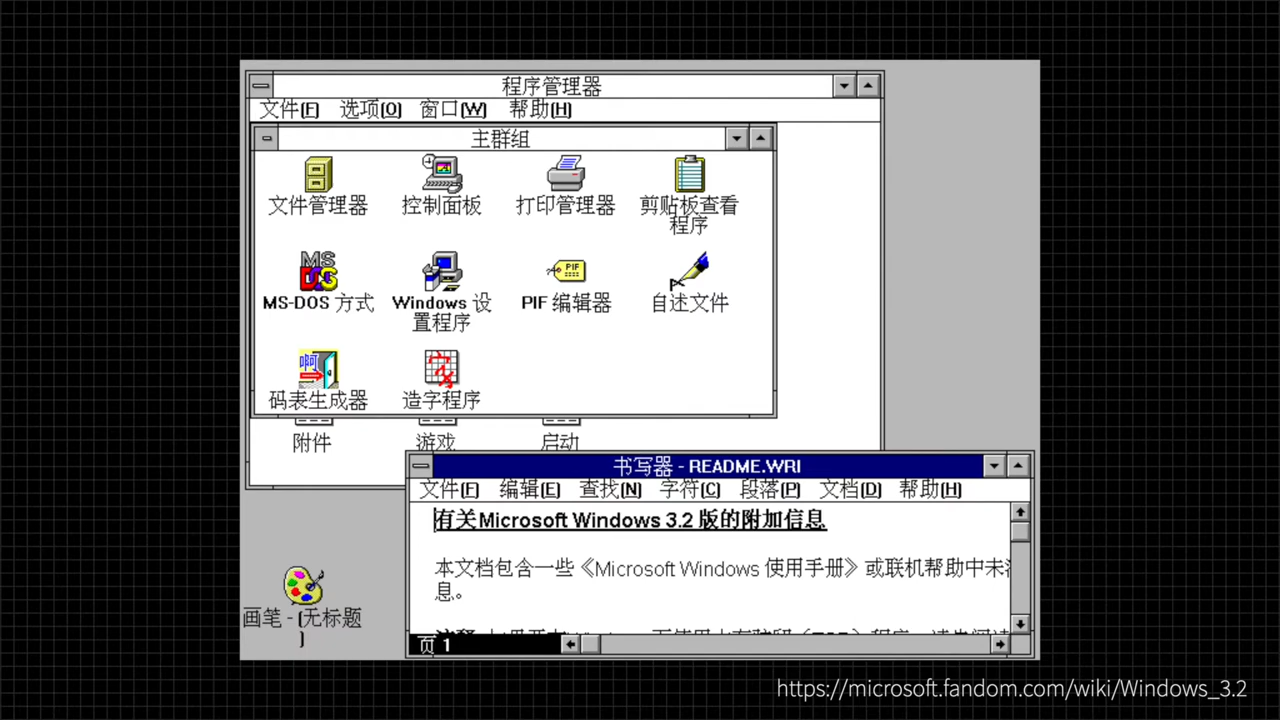 程序管理器
文件(F) 选项(O) 窗口(W) 帮助(H)
主群组
文件管理器 控制面板 打印管理器 剪贴板查看程序
MS-DOS 方式 Windows 设置程序 PIF 编辑器 自述文件
码表生成器 造字程序
附件 游戏 启动
书写器 - README.WRI
文件(F) 编辑(E) 查找(N) 字符(C) 段落(P) 文档(D) 帮助(H)
有关Microsoft Windows 3.2 版的附加信息
本文档包含一些《Microsoft Windows 使用手册》或联机帮助中未
息。
页 1
画笔 - (无标题)
https://microsoft.fandom.com/wiki/Windows_3.2